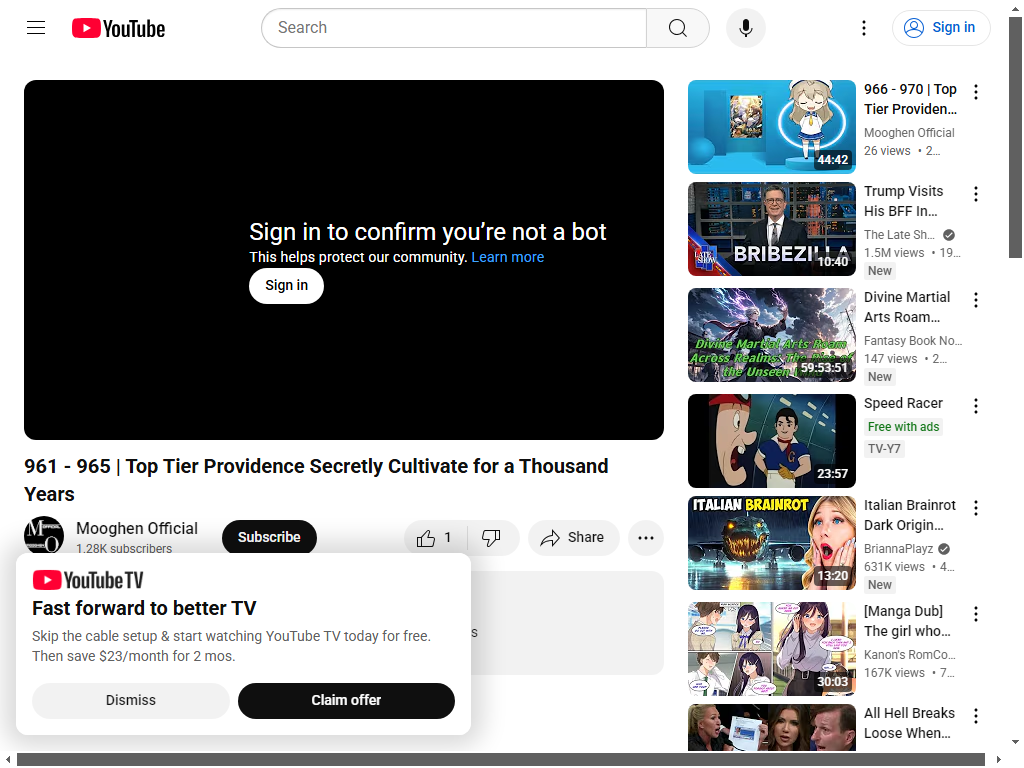 YouTube
Search
Sign in
Sign in to confirm you're not a bot
This helps protect our community. Learn more
Sign in
961 - 965 | Top Tier Providence Secretly Cultivate for a Thousand
Years
Mooghen Official
1.28K subscribers
Subscribe
1
Share
YouTube TV
Fast forward to better TV
Skip the cable setup & start watching YouTube TV today for free.
Then save $23/month for 2 mos.
Dismiss
Claim offer
44:42
966 - 970 | Top
Tier Providen...
Mooghen Official
26 views • 2...
LATE SHOW
BRIBEZILLA
10:40
Trump Visits
His BFF In...
The Late Sh...
1.5M views • 19...
New
Divine Martial Arts Roam
Across Realms: The Rise of
the Unseen
59:53:51
Divine Martial
Arts Roam...
Fantasy Book No...
147 views • 2...
New
23:57
Speed Racer
Free with ads
TV-Y7
ITALIAN BRAINROT
13:20
Italian Brainrot
Dark Origin...
BriannaPlayz
631K views • 4...
New
30:03
[Manga Dub]
The girl who...
Kanon's RomCo...
167K views • 7...
All Hell Breaks
Loose When...